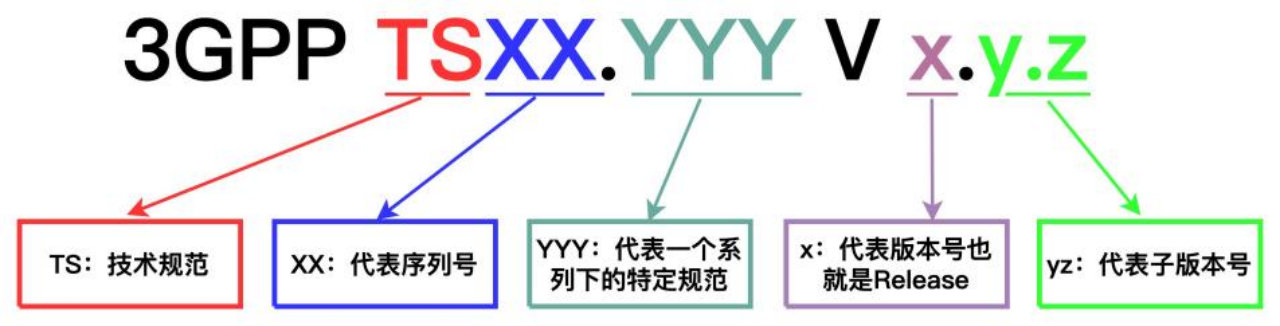 3GPP TSXX.YYY V x.y.z
TS：技术规范
XX：代表序列号
YYY：代表一个系
列下的特定规范
x：代表版本号也
就是Release
yz：代表子版本号